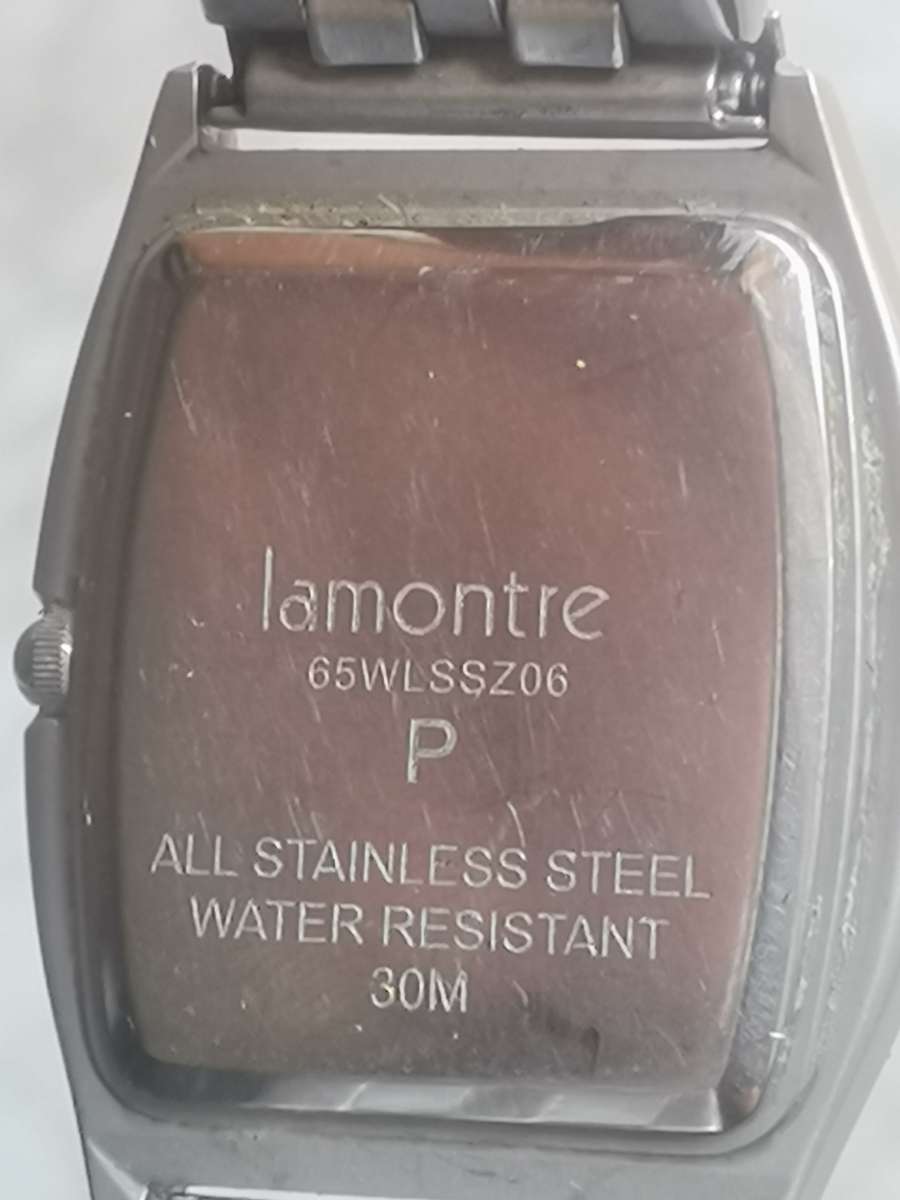 lamontre
65WLSSZ06
P
ALL STAINLESS STEEL
WATER RESISTANT
30M